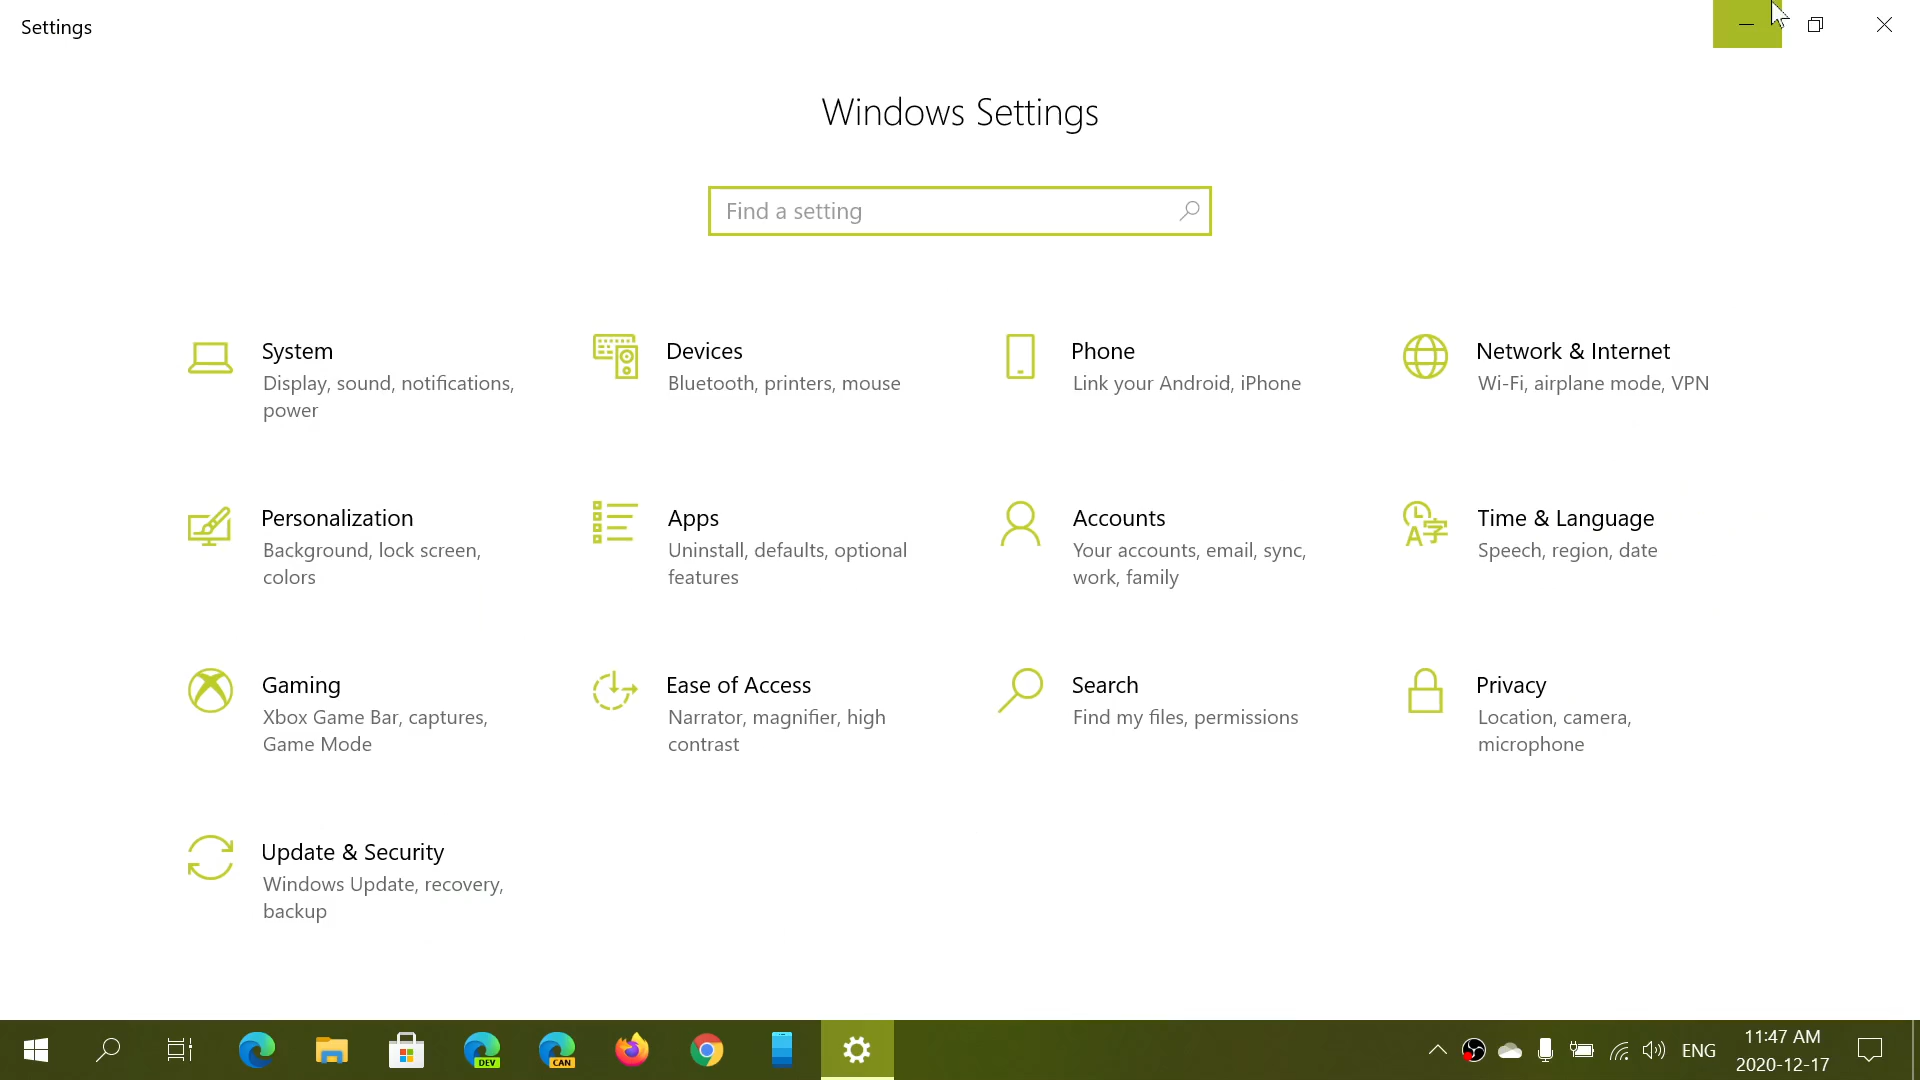 Settings
Windows Settings
Find a setting
System
Display, sound, notifications,
power
Devices
Bluetooth, printers, mouse
Phone
Link your Android, iPhone
Network & Internet
Wi-Fi, airplane mode, VPN
Personalization
Background, lock screen,
colors
Apps
Uninstall, defaults, optional
features
Accounts
Your accounts, email, sync,
work, family
Time & Language
Speech, region, date
Gaming
Xbox Game Bar, captures,
Game Mode
Ease of Access
Narrator, magnifier, high
contrast
Search
Find my files, permissions
Privacy
Location, camera,
microphone
Update & Security
Windows Update, recovery,
backup
DEV
CAN
ENG
11:47 AM
2020-12-17